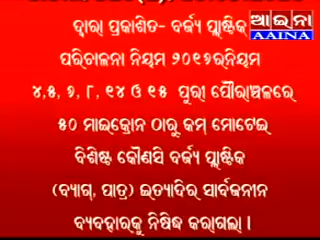 ଆଇନା
AAINA
ଦ୍ୱାରା ପ୍ରକାଶିତ- ବର୍ଜ୍ୟ ପ୍ଲାଷ୍ଟିକ୍
ପରିଚାଳନା ନିୟମ ୨୦୧୬ର୍ନିୟମ
୪,୫, ୭, ୮, ୧୪ ଓ ୧୫ ପୁରୀ ପୌରାଞ୍ଚଳରେ
୫୦ ମାଇକ୍ରୋନ ଠାରୁ କମ୍ ମୋଟେଇ
ବିଶିଷ୍ଟ କୌଣସି ବର୍ଜ୍ୟ ପ୍ଲାଷ୍ଟିକ
(ବ୍ୟାଗ୍, ପାତ୍ର) ଇତ୍ୟାଦିର ସାର୍ବଜନୀନ
ବ୍ୟବହାରକୁ ନିଷିଦ୍ଧ କରାଗଲା ।